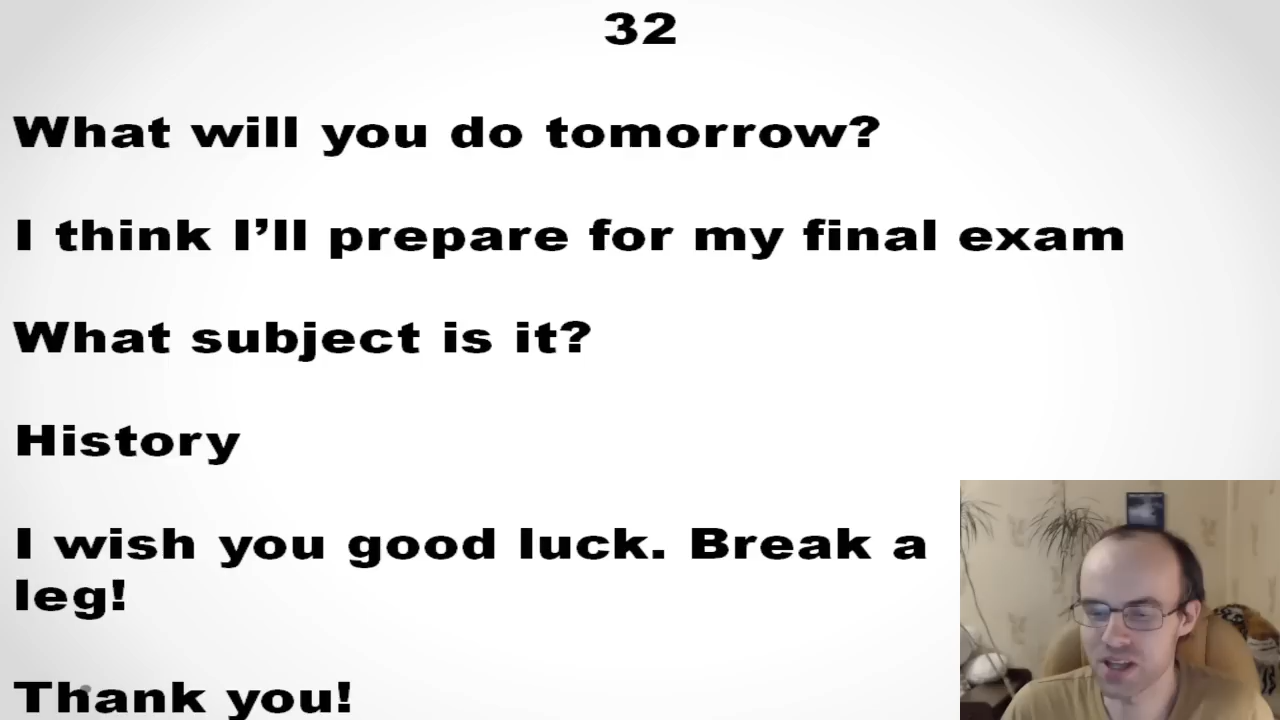 32
What will you do tomorrow?
I think I’ll prepare for my final exam
What subject is it?
History
I wish you good luck. Break a
leg!
Thank you!